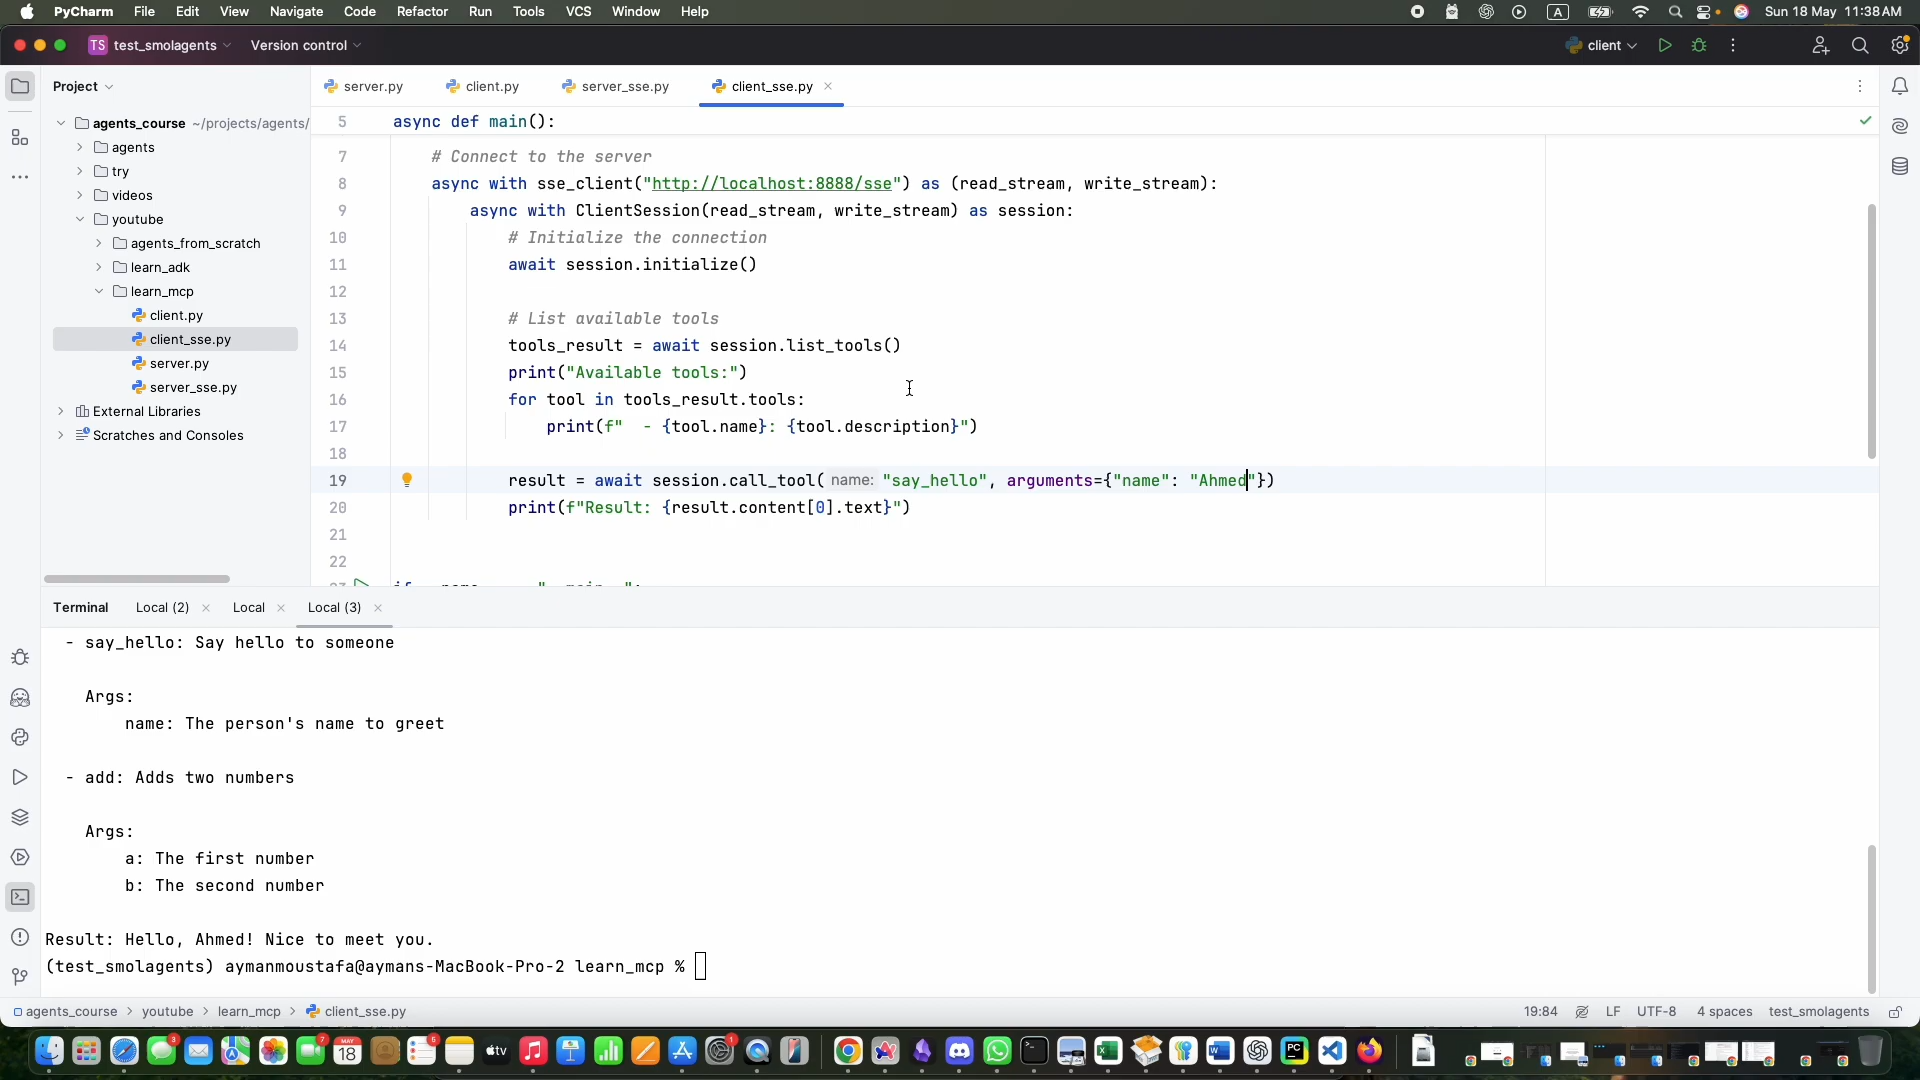 PyCharm File Edit View Navigate Code Refactor Run Tools VCS Window Help
A
Sun 18 May 11:38 AM
TS test_smolagents Version control
client
Project
server.py client.py server_sse.py client_sse.py
agents_course ~/projects/agents/
agents
try
videos
youtube
agents_from_scratch
learn_adk
learn_mcp
client.py
client_sse.py
server.py
server_sse.py
External Libraries
Scratches and Consoles
5 async def main():
7 # Connect to the server
8 async with sse_client("http://localhost:8888/sse") as (read_stream, write_stream):
9 async with ClientSession(read_stream, write_stream) as session:
10 # Initialize the connection
11 await session.initialize()
12
13 # List available tools
14 tools_result = await session.list_tools()
15 print("Available tools:")
16 for tool in tools_result.tools:
17 print(f"  - {tool.name}: {tool.description}")
18
19 result = await session.call_tool( name: "say_hello", arguments={"name": "Ahmed"})
20 print(f"Result: {result.content[0].text}")
21
22
Terminal Local (2) Local Local (3)
- say_hello: Say hello to someone
Args:
name: The person's name to greet
- add: Adds two numbers
Args:
a: The first number
b: The second number
Result: Hello, Ahmed! Nice to meet you.
(test_smolagents) aymanmoustafa@aymans-MacBook-Pro-2 learn_mcp %
agents_course > youtube > learn_mcp > client_sse.py
19:84 LF UTF-8 4 spaces test_smolagents
3
7
MAY
18
6
tv
1
PC